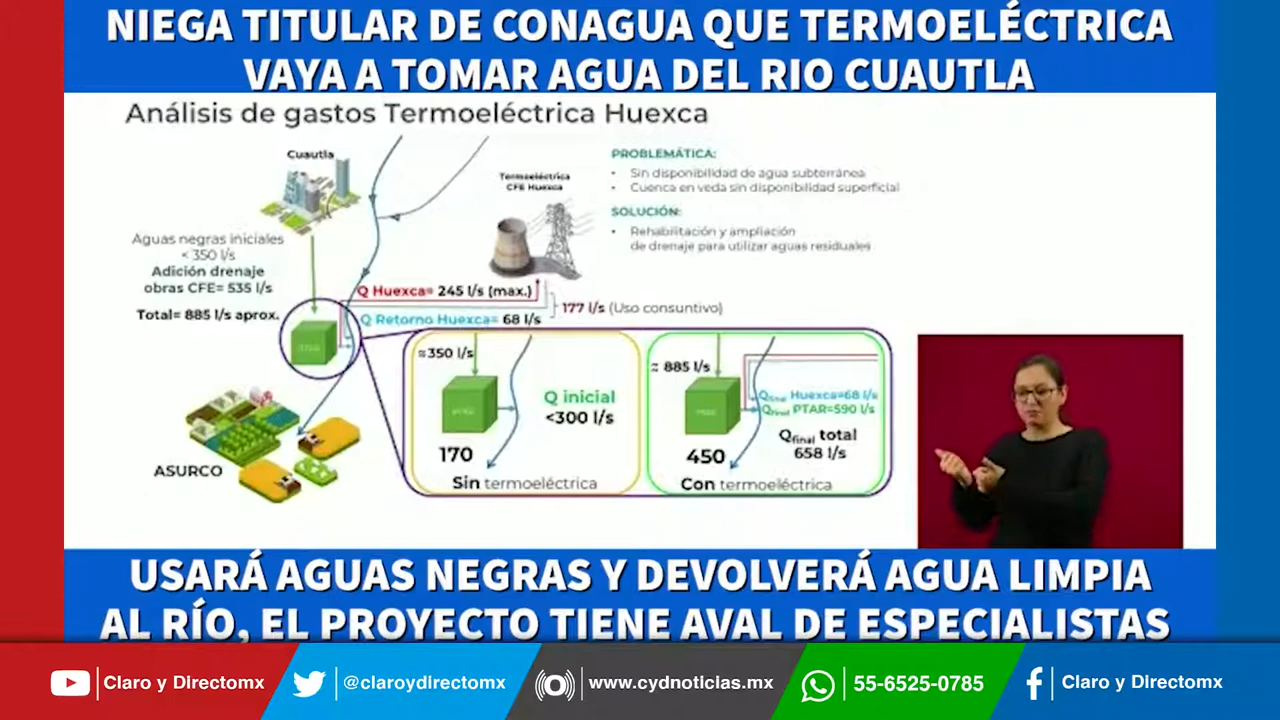 NIEGA TITULAR DE CONAGUA QUE TERMOELÉCTRICA
VAYA A TOMAR AGUA DEL RIO CUAUTLA
Análisis de gastos Termoeléctrica Huexca
Cuautla
Termoeléctrica
CFE Huexca
PROBLEMÁTICA:
• Sin disponibilidad de agua subterránea
• Cuenca en veda sin disponibilidad superficial
SOLUCIÓN:
• Rehabilitación y ampliación
de drenaje para utilizar aguas residuales
Aguas negras iniciales
< 350 l/s
Adición drenaje
obras CFE= 535 l/s
Total= 885 l/s aprox.
Q Huexca= 245 l/s (max.)
177 l/s (Uso consuntivo)
Q Retorno Huexca= 68 l/s
≈350 l/s
Q inicial
<300 l/s
170
Sin termoeléctrica
≈ 885 l/s
Qfinal Huexca=68 l/s
Qfinal PTAR=590 l/s
Qfinal total
658 l/s
450
Con termoeléctrica
ASURCO
USARÁ AGUAS NEGRAS Y DEVOLVERÁ AGUA LIMPIA
AL RÍO, EL PROYECTO TIENE AVAL DE ESPECIALISTAS
Claro y Directomx
@claroydirectomx
www.cydnoticias.mx
55-6525-0785
Claro y Directomx